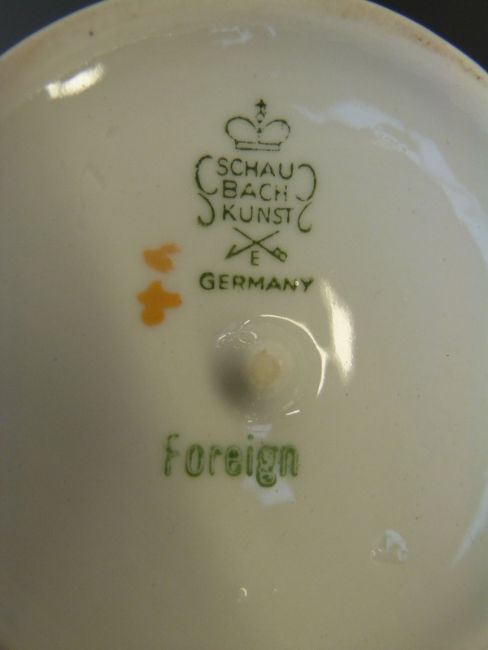 SCHAU
BACH
KUNST
E
GERMANY
Foreign